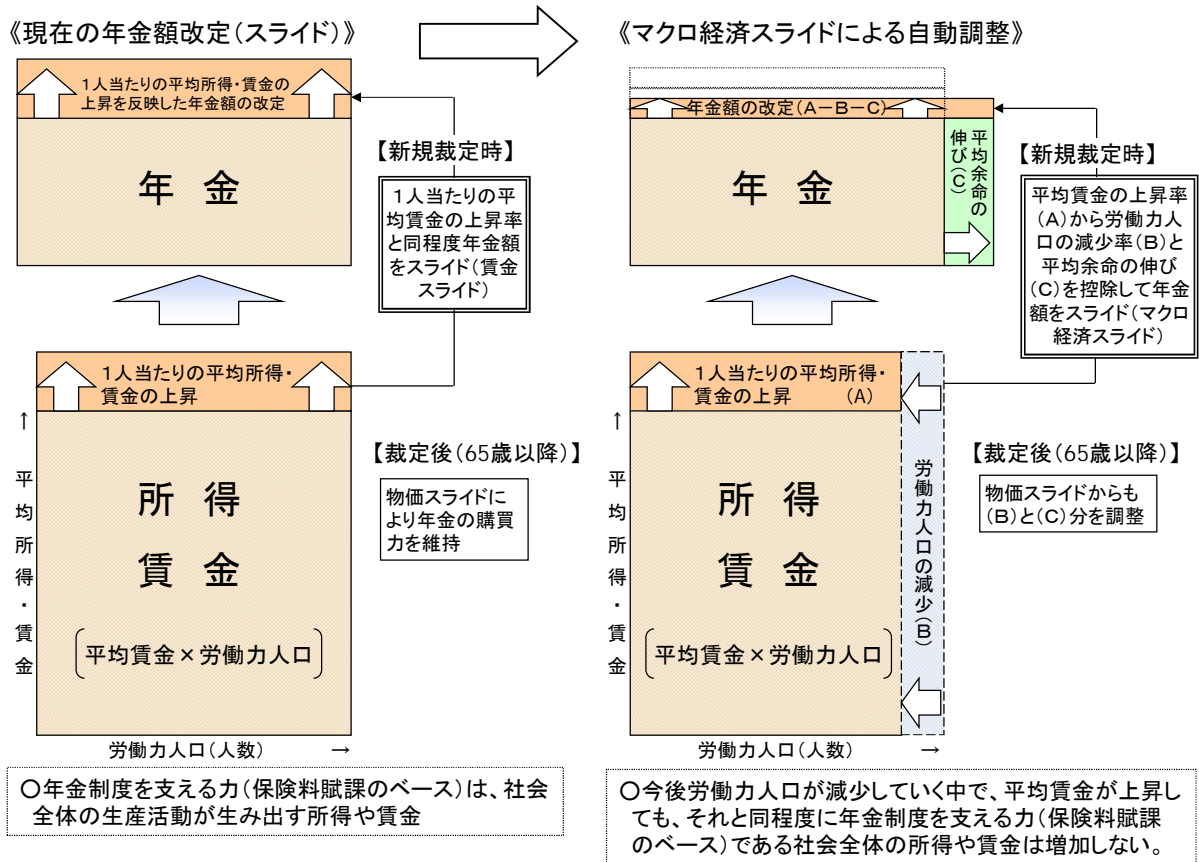 《現在の年金額改定(スライド)》
1人当たりの平均所得・賃金の
上昇を反映した年金額の改定
年 金
【新規裁定時】
1人当たりの平
均賃金の上昇率
と同程度年金額
をスライド(賃金
スライド)
1人当たりの平均所得・
賃金の上昇
↑
平均所得・賃金
所 得
賃 金
平均賃金×労働力人口
労働力人口(人数) →
【裁定後(65歳以降)】
物価スライドに
より年金の購買
力を維持
○年金制度を支える力(保険料賦課のベース)は、社会
全体の生産活動が生み出す所得や賃金
《マクロ経済スライドによる自動調整》
年金額の改定(A-B-C)
年 金
平均余命の
伸び(C)
【新規裁定時】
平均賃金の上昇率
(A)から労働力人
口の減少率(B)と
平均余命の伸び
(C)を控除して年金
額をスライド(マクロ
経済スライド)
1人当たりの平均所得・
賃金の上昇 (A)
↑
平均所得・賃金
所 得
賃 金
平均賃金×労働力人口
労働力人口の減少(B)
労働力人口(人数) →
【裁定後(65歳以降)】
物価スライドからも
(B)と(C)分を調整
○今後労働力人口が減少していく中で、平均賃金が上昇し
ても、それと同程度に年金制度を支える力(保険料賦課
のベース)である社会全体の所得や賃金は増加しない。